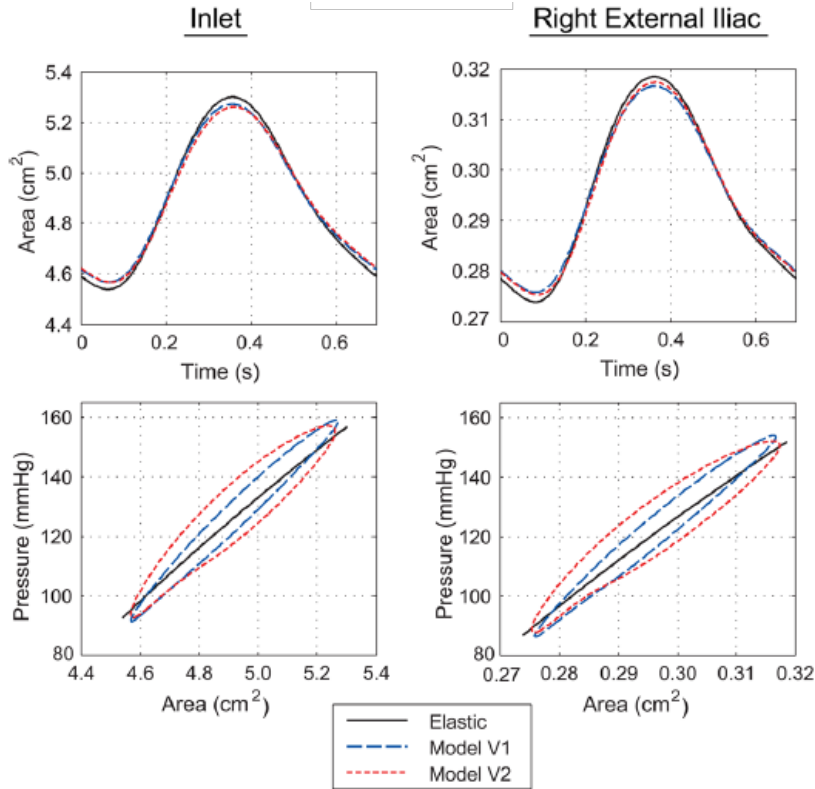 Inlet
Right External Iliac
5.4
5.2
5.0
4.8
4.6
4.4
Area (cm²)
0 0.2 0.4 0.6
Time (s)
0.32
0.31
0.30
0.29
0.28
0.27
Area (cm²)
0 0.2 0.4 0.6
Time (s)
160
140
120
100
80
Pressure (mmHg)
4.4 4.6 4.8 5.0 5.2 5.4
Area (cm²)
160
140
120
100
80
Pressure (mmHg)
0.27 0.28 0.29 0.30 0.31 0.32
Area (cm²)
Elastic
Model V1
Model V2